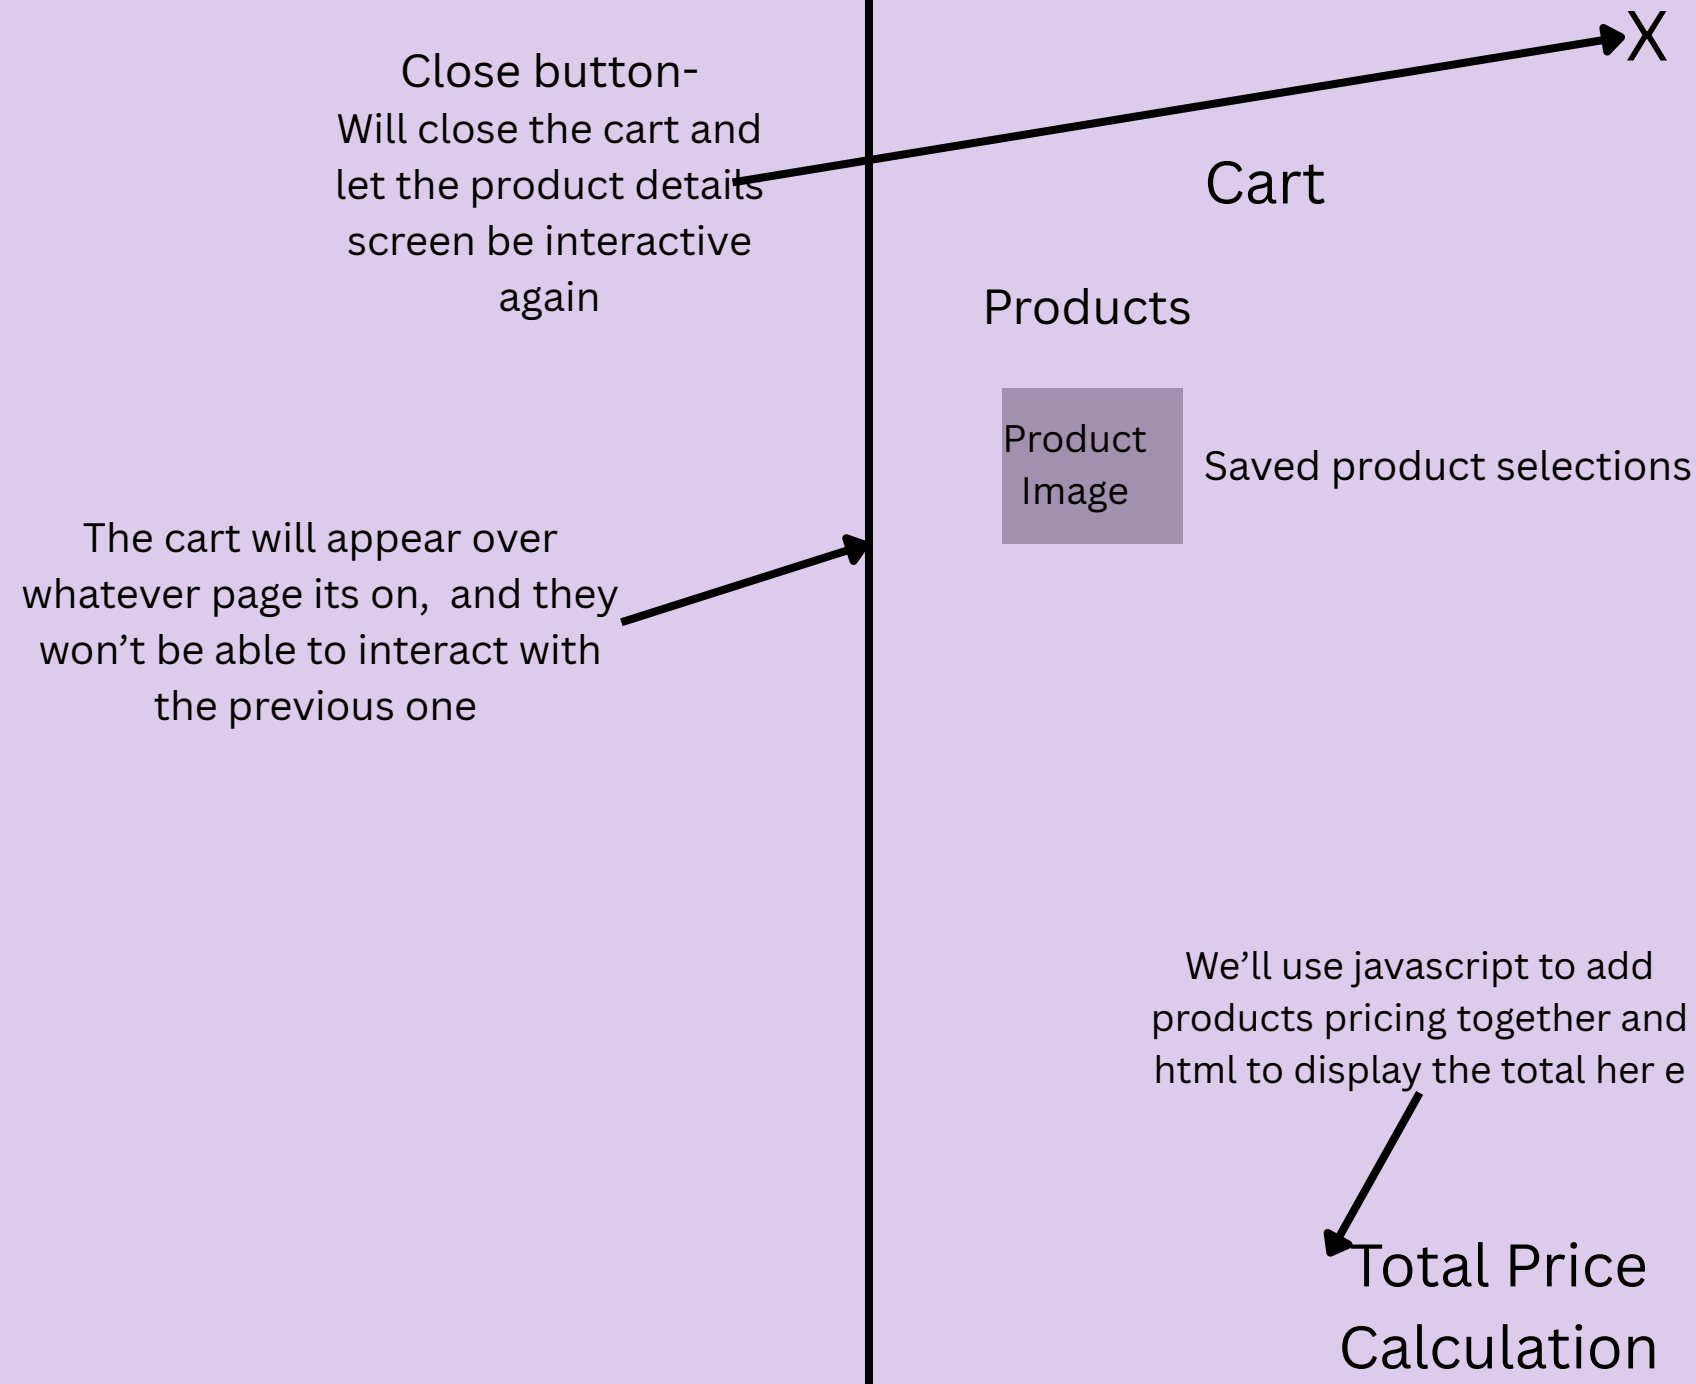 Close button-
Will close the cart and
let the product details
screen be interactive
again
The cart will appear over
whatever page its on,  and they
won’t be able to interact with
the previous one
X
Cart
Products
Product
Image
Saved product selections
We’ll use javascript to add
products pricing together and
html to display the total her e
Total Price
Calculation